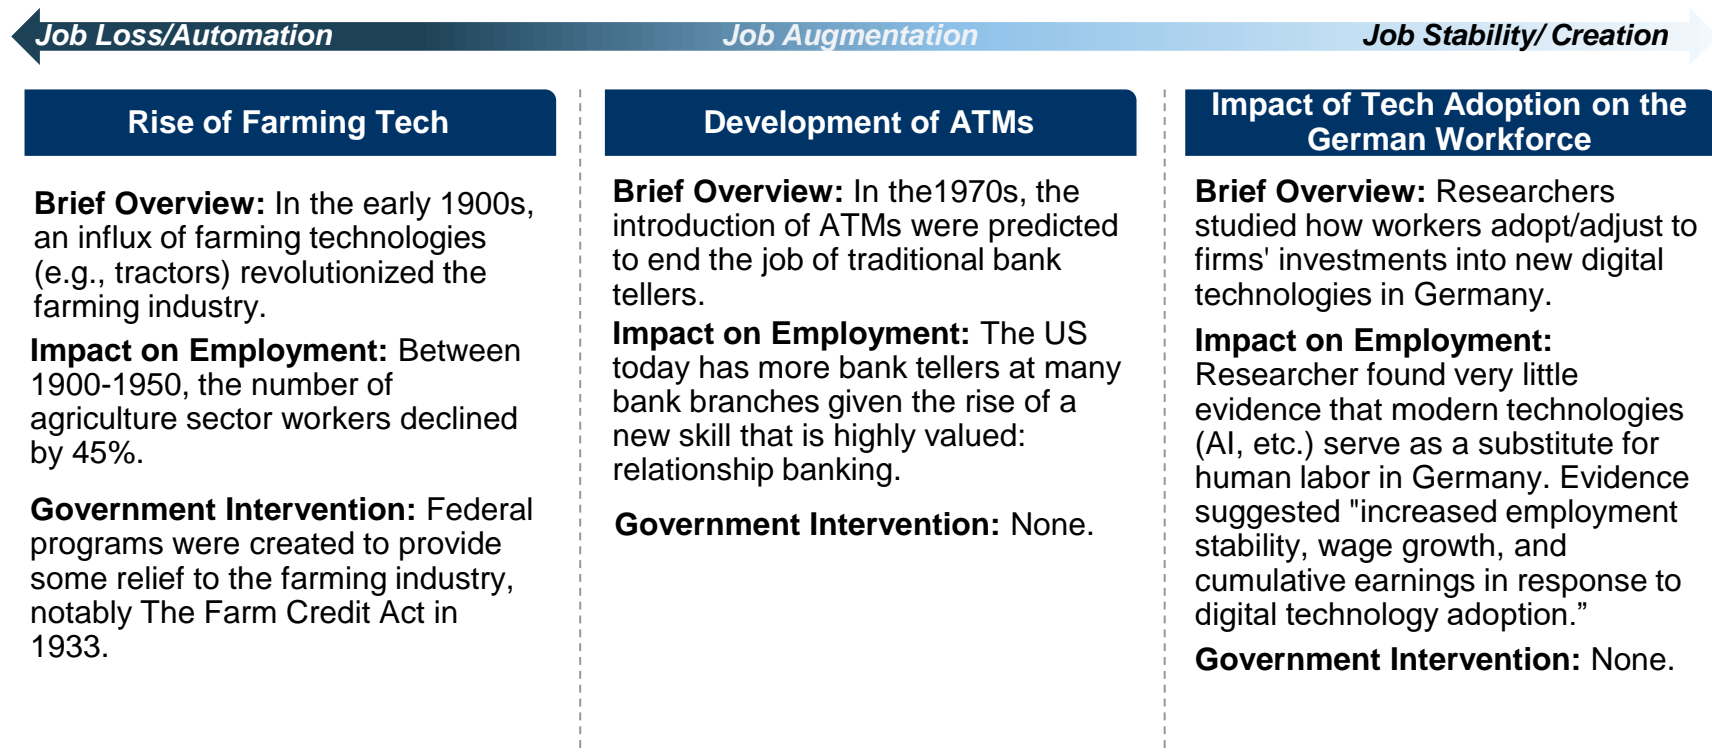 Job Loss/Automation
Job Augmentation
Job Stability/ Creation
Rise of Farming Tech
Brief Overview: In the early 1900s,
an influx of farming technologies
(e.g., tractors) revolutionized the
farming industry.
Impact on Employment: Between
1900-1950, the number of
agriculture sector workers declined
by 45%.
Government Intervention: Federal
programs were created to provide
some relief to the farming industry,
notably The Farm Credit Act in
1933.
Development of ATMs
Brief Overview: In the1970s, the
introduction of ATMs were predicted
to end the job of traditional bank
tellers.
Impact on Employment: The US
today has more bank tellers at many
bank branches given the rise of a
new skill that is highly valued:
relationship banking.
Government Intervention: None.
Impact of Tech Adoption on the
German Workforce
Brief Overview: Researchers
studied how workers adopt/adjust to
firms' investments into new digital
technologies in Germany.
Impact on Employment:
Researcher found very little
evidence that modern technologies
(AI, etc.) serve as a substitute for
human labor in Germany. Evidence
suggested "increased employment
stability, wage growth, and
cumulative earnings in response to
digital technology adoption.”
Government Intervention: None.